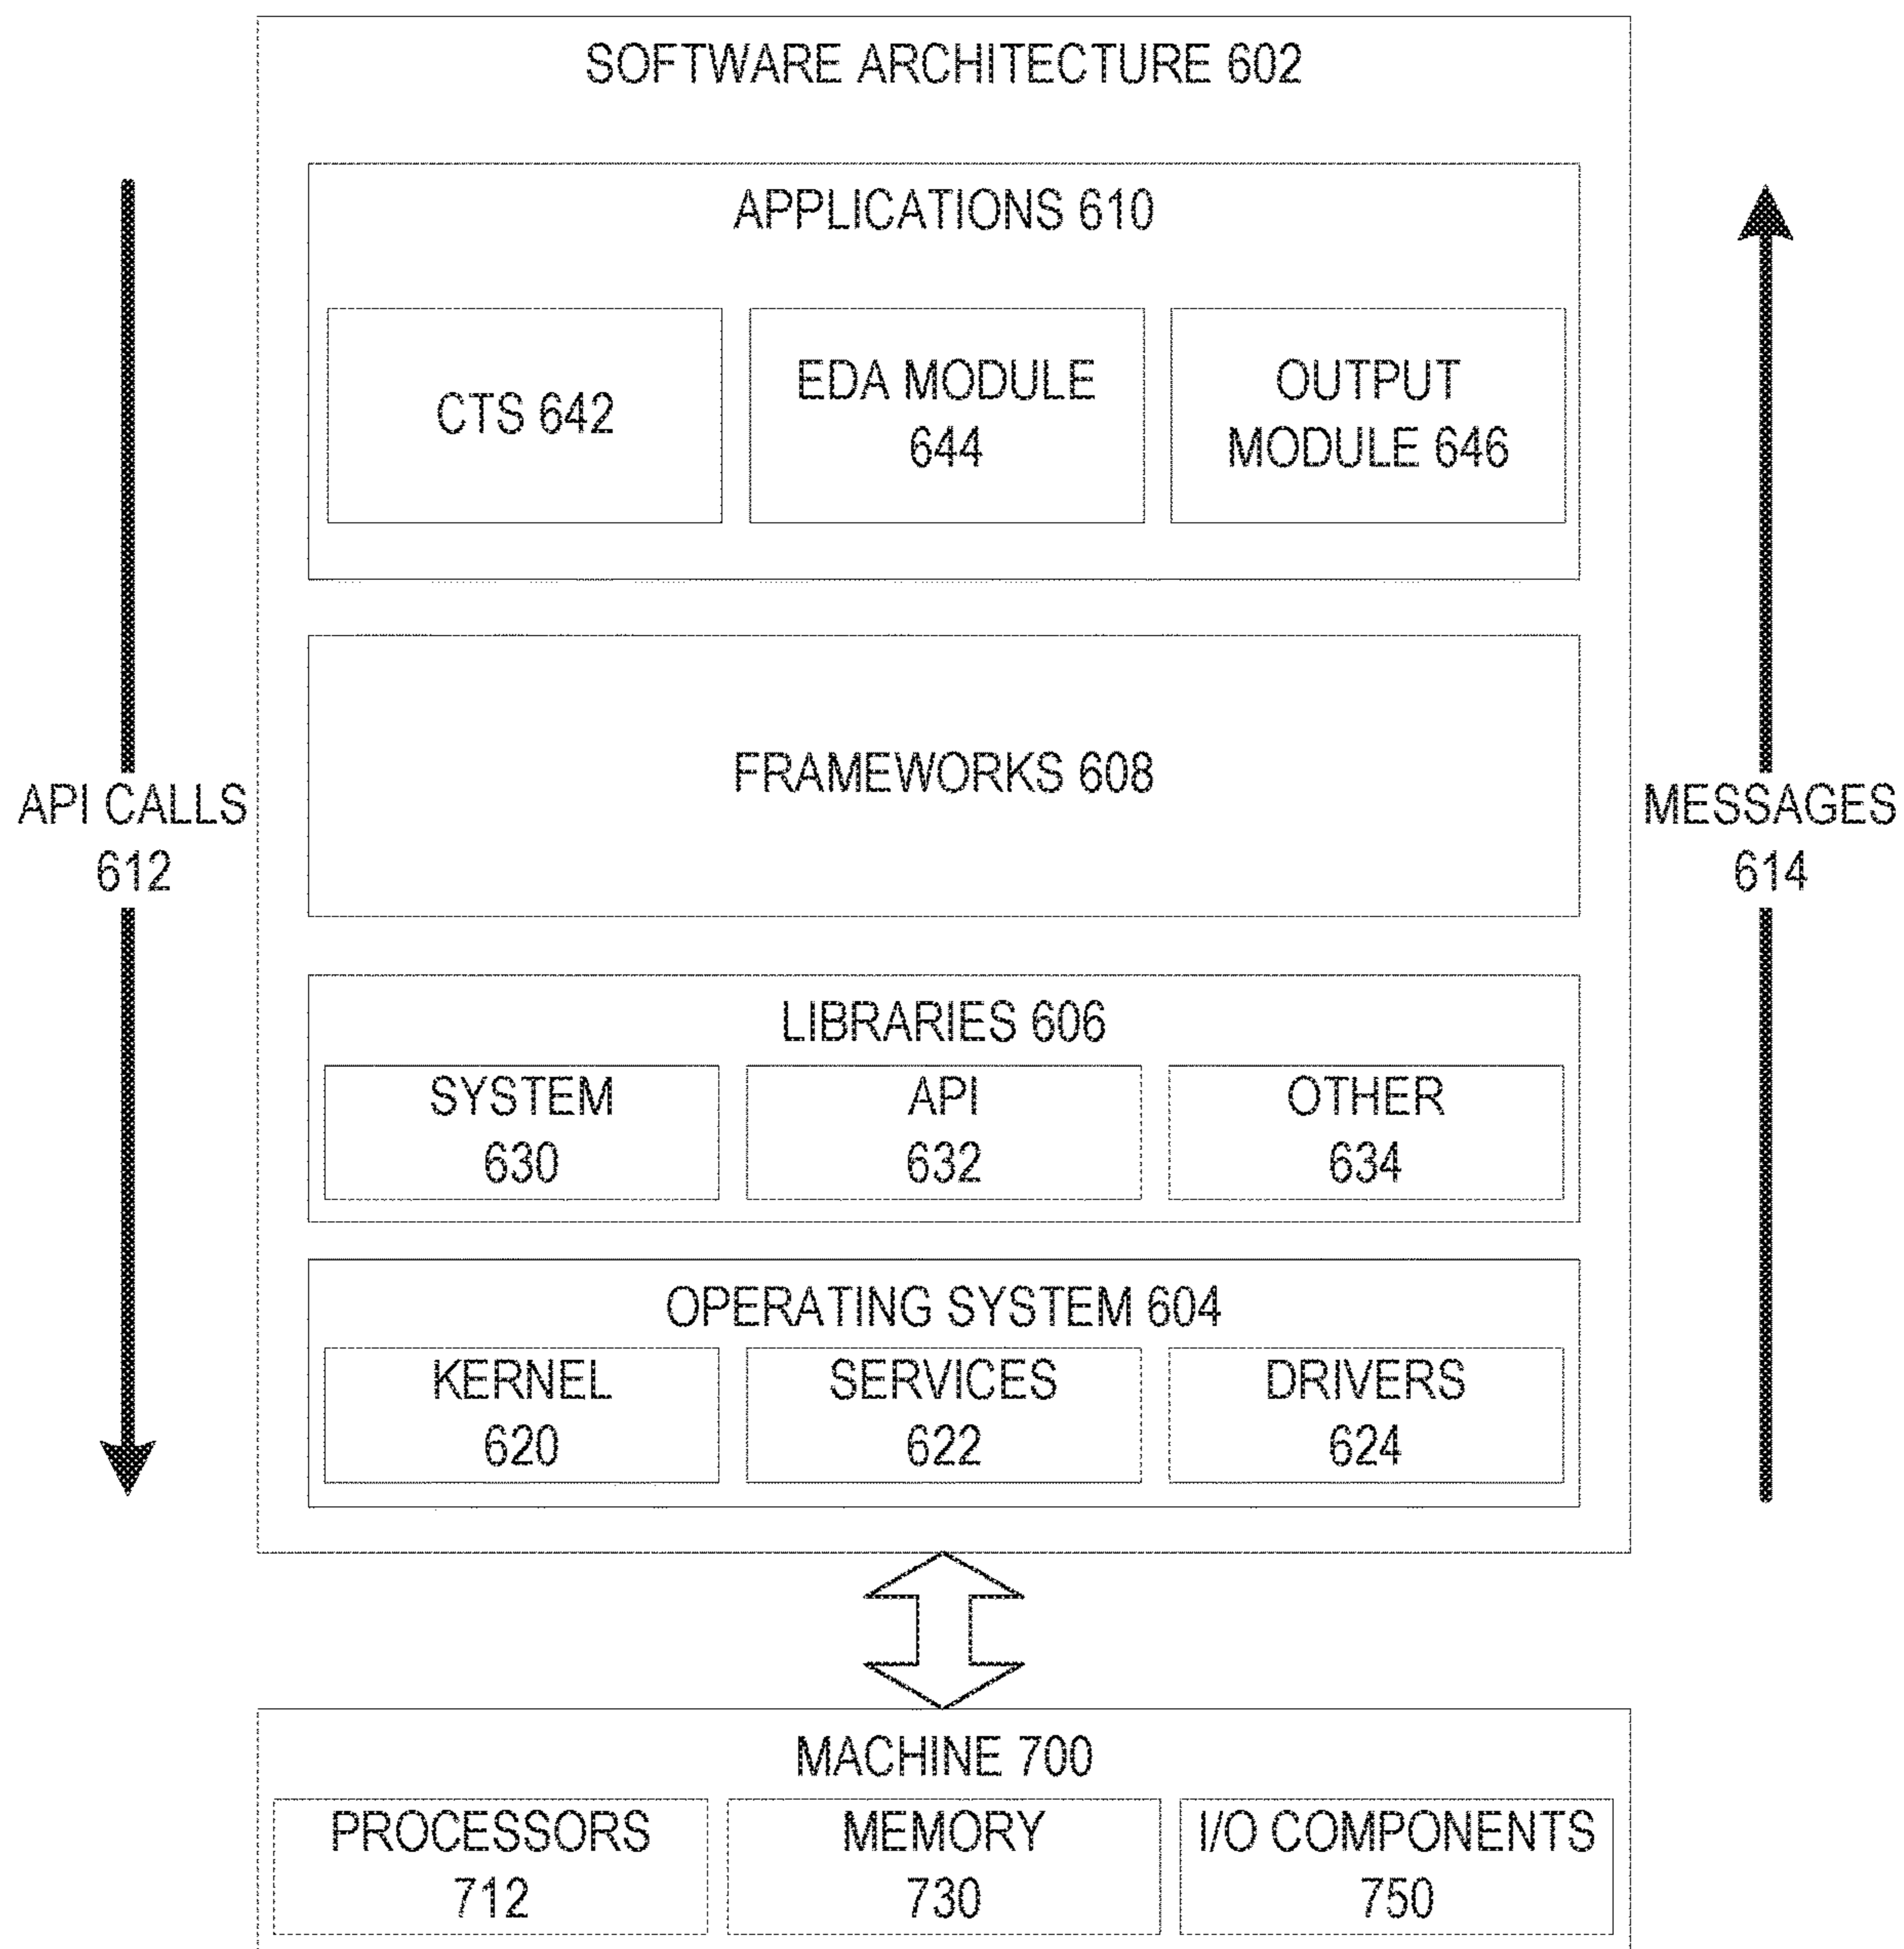 SOFTWARE ARCHITECTURE 602
APPLICATIONS 610
CTS 642
EDA MODULE
644
OUTPUT
MODULE 646
FRAMEWORKS 608
API CALLS
612
MESSAGES
614
LIBRARIES 606
SYSTEM
630
API
632
OTHER
634
OPERATING SYSTEM 604
KERNEL
620
SERVICES
622
DRIVERS
624
MACHINE 700
PROCESSORS
712
MEMORY
730
I/O COMPONENTS
750